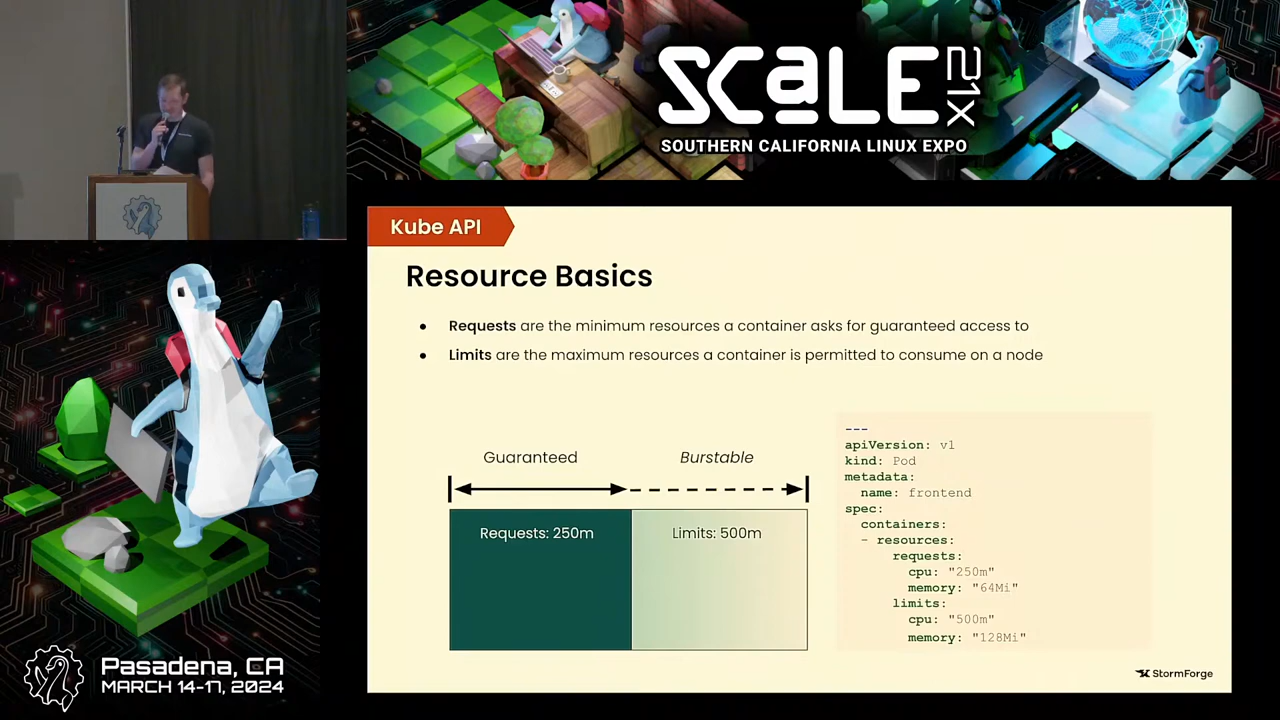 SCALE 21X
SOUTHERN CALIFORNIA LINUX EXPO
Kube API
Resource Basics
● Requests are the minimum resources a container asks for guaranteed access to
● Limits are the maximum resources a container is permitted to consume on a node
Guaranteed
Burstable
Requests: 250m
Limits: 500m
---
apiVersion: v1
kind: Pod
metadata:
  name: frontend
spec:
  containers:
  - resources:
      requests:
        cpu: "250m"
        memory: "64Mi"
      limits:
        cpu: "500m"
        memory: "128Mi"
StormForge
Pasadena, CA
MARCH 14-17, 2024